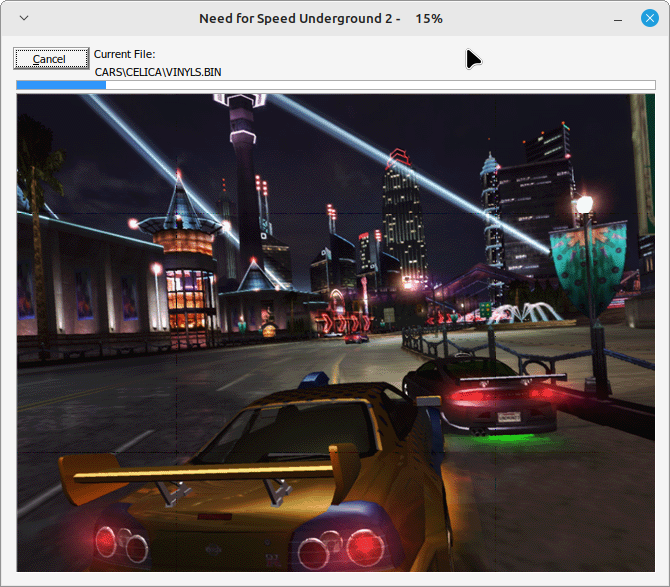 Need for Speed Underground 2 - 15%
Cancel
Current File:
CARS\CELICA\VINYLS.BIN